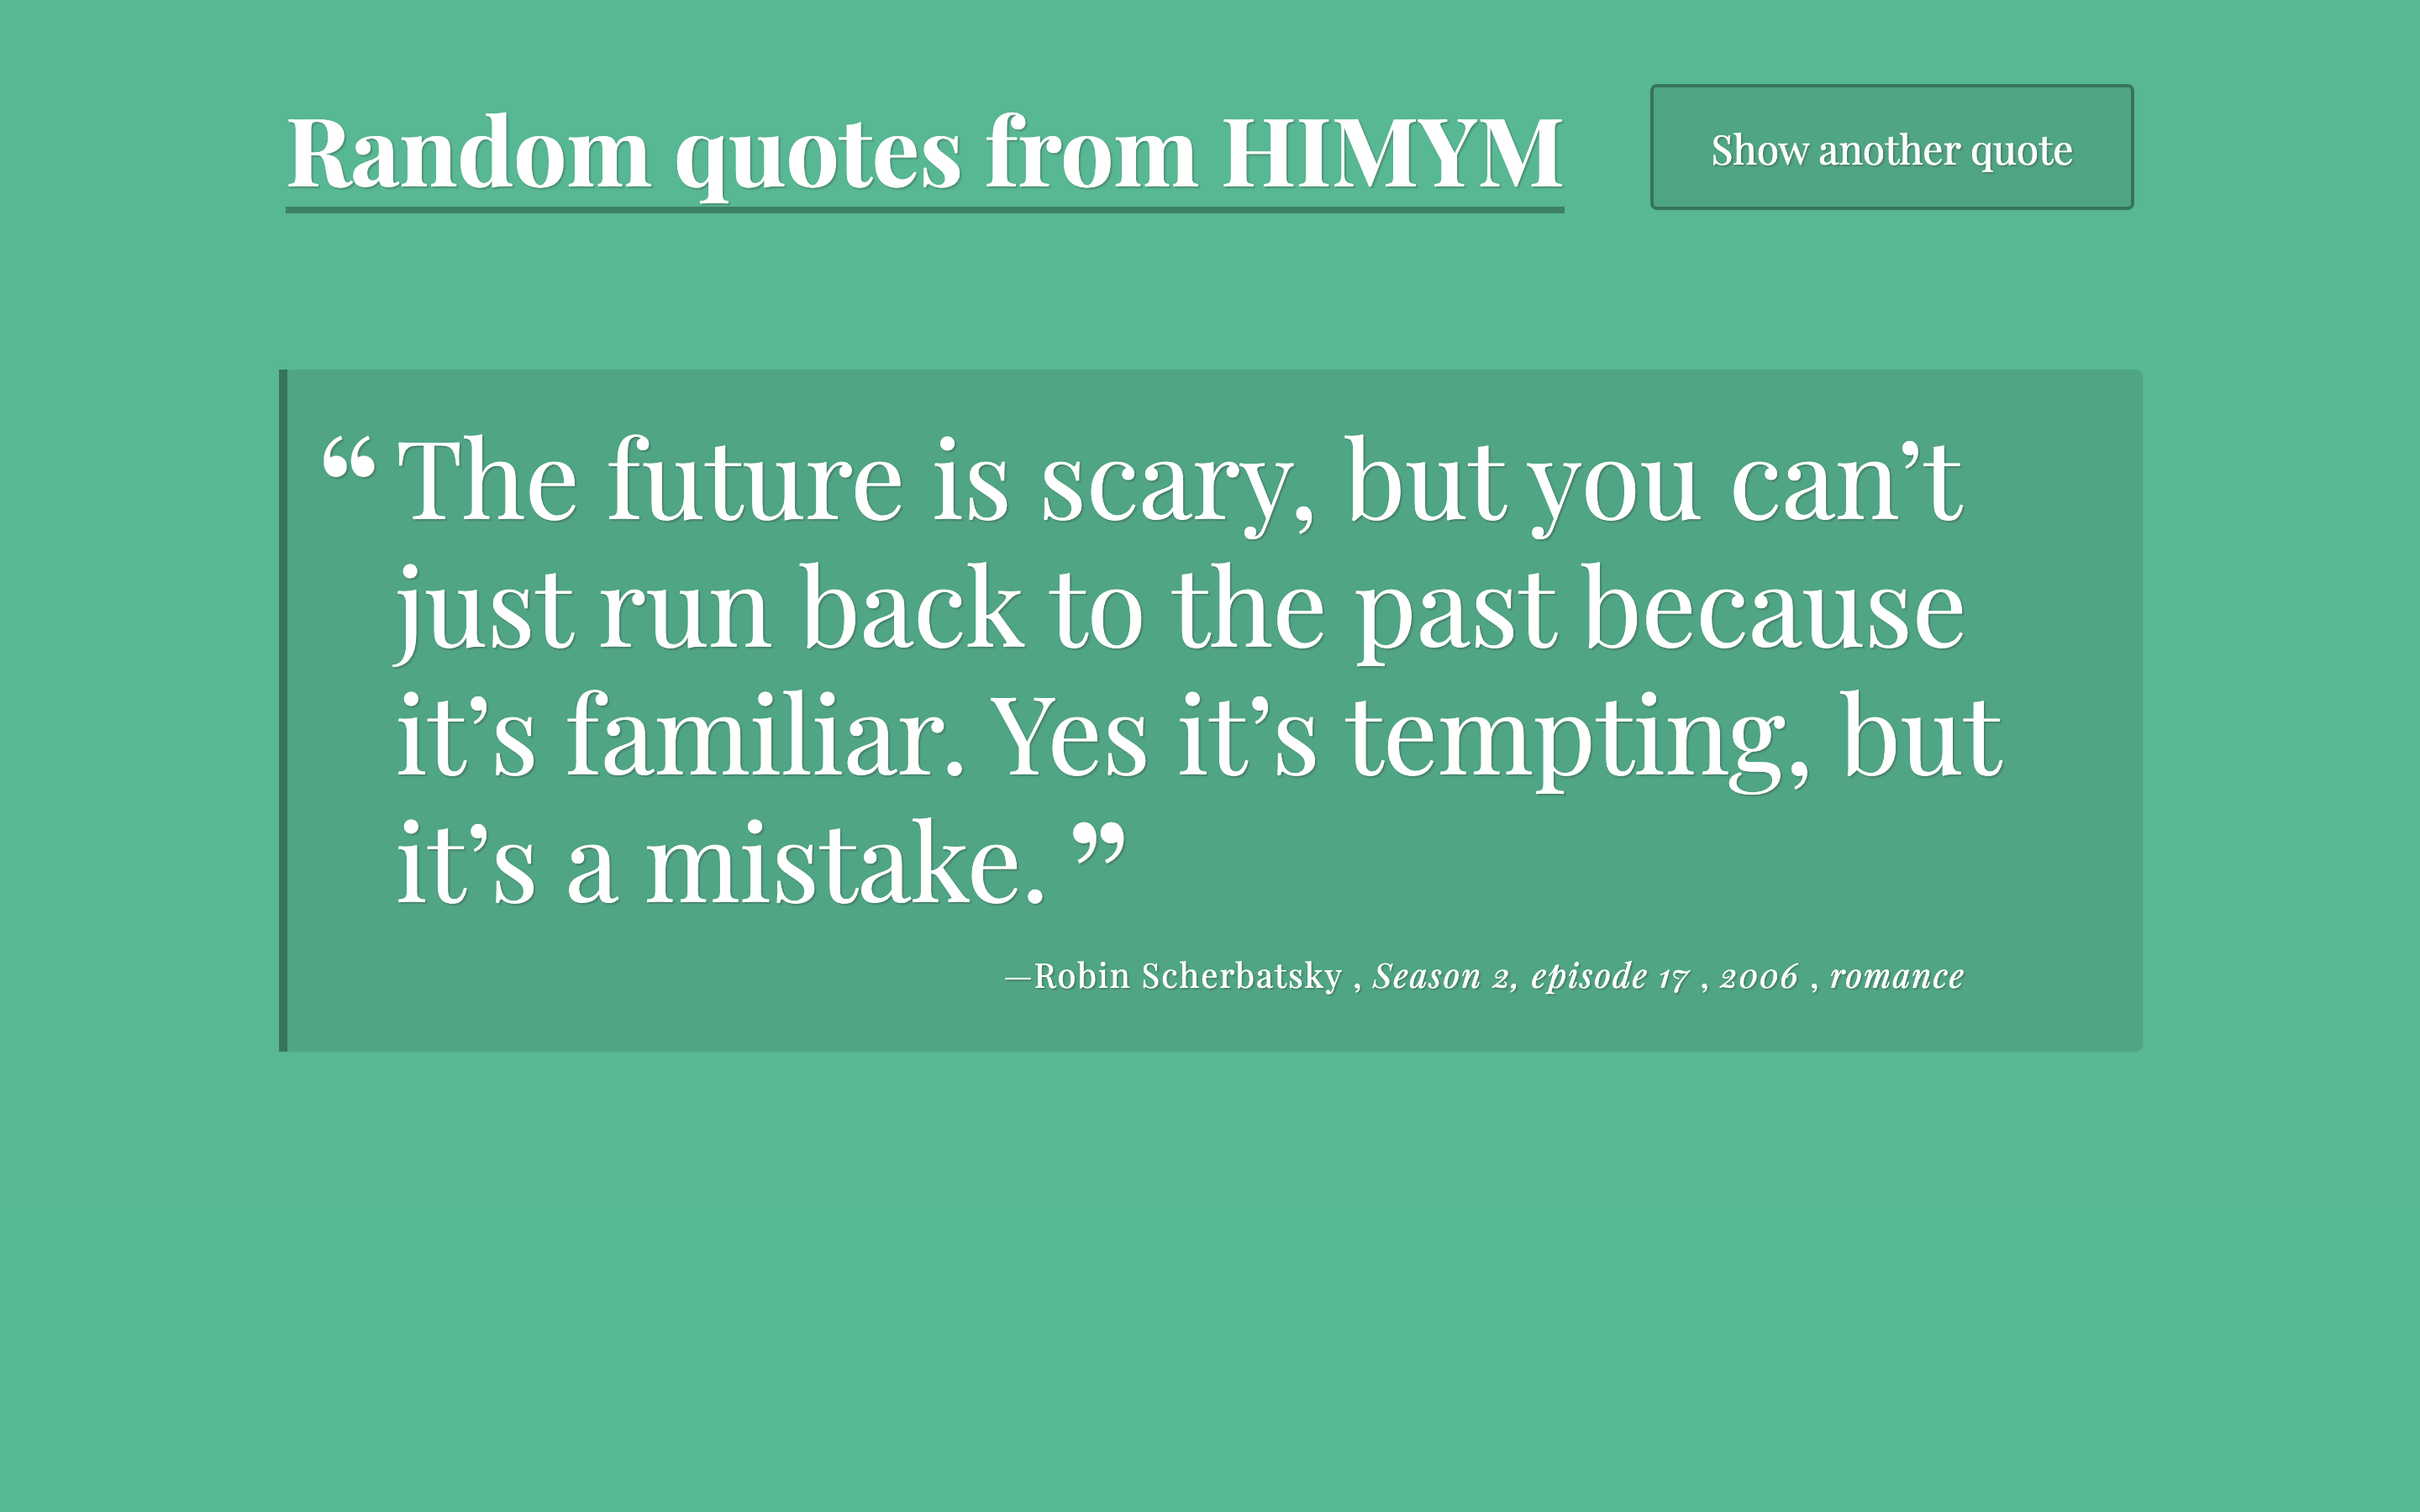 Random quotes from HIMYM
Show another quote
“ The future is scary, but you can’t
just run back to the past because
it’s familiar. Yes it’s tempting, but
it’s a mistake. ”
—Robin Scherbatsky , Season 2, episode 17 , 2006 , romance